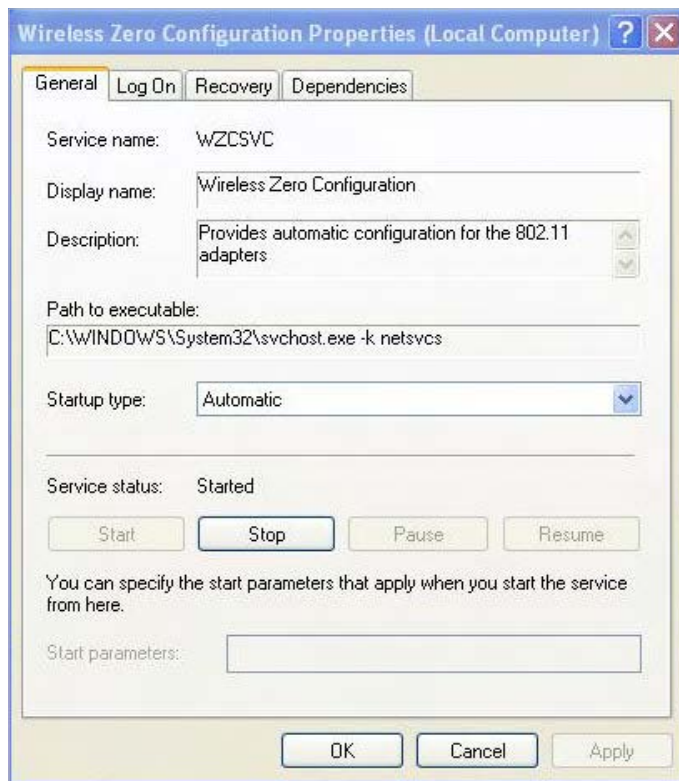 Wireless Zero Configuration Properties (Local Computer)
General Log On Recovery Dependencies
Service name: WZCSVC
Display name: Wireless Zero Configuration
Description: Provides automatic configuration for the 802.11
adapters
Path to executable:
C:\WINDOWS\System32\svchost.exe -k netsvcs
Startup type: Automatic
Service status: Started
Start Stop Pause Resume
You can specify the start parameters that apply when you start the service
from here.
Start parameters:
OK Cancel Apply